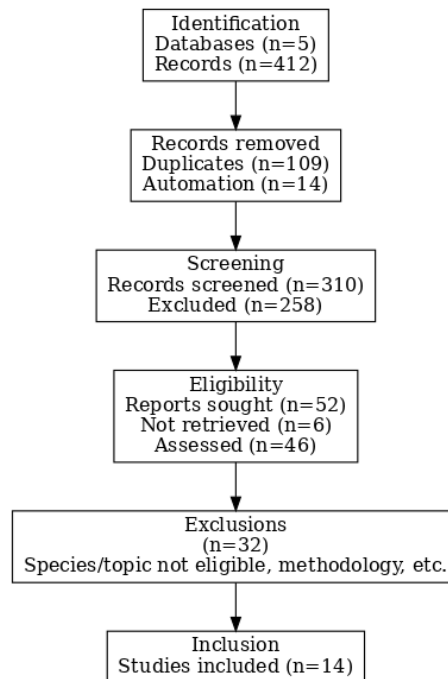 Identification
Databases (n=5)
Records (n=412)
Records removed
Duplicates (n=109)
Automation (n=14)
Screening
Records screened (n=310)
Excluded (n=258)
Eligibility
Reports sought (n=52)
Not retrieved (n=6)
Assessed (n=46)
Exclusions
(n=32)
Species/topic not eligible, methodology, etc.
Inclusion
Studies included (n=14)